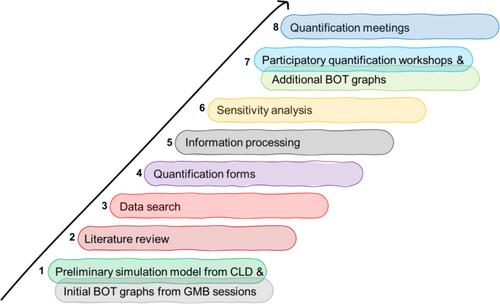 8 Quantification meetings
7 Participatory quantification workshops &
Additional BOT graphs
6 Sensitivity analysis
5 Information processing
4 Quantification forms
3 Data search
2 Literature review
1 Preliminary simulation model from CLD &
Initial BOT graphs from GMB sessions